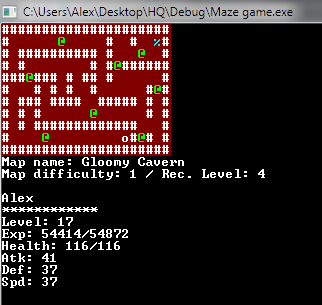 C:\Users\Alex\Desktop\HQ\Debug\Maze game.exe
Map name: Gloomy Cavern
Map difficulty: 1 / Rec. Level: 4
Alex
************
Level: 17
Exp: 54414/54872
Health: 116/116
Atk: 41
Def: 37
Spd: 37